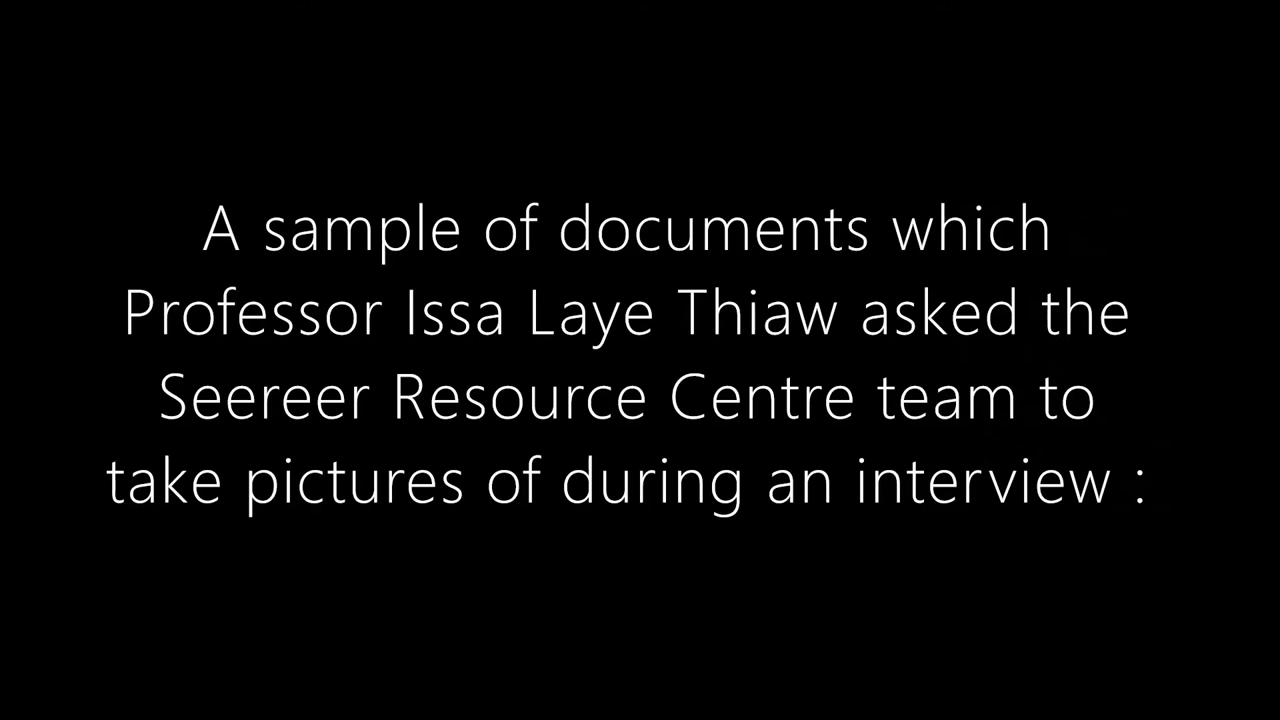 A sample of documents which
Professor Issa Laye Thiaw asked the
Seereer Resource Centre team to
take pictures of during an interview :